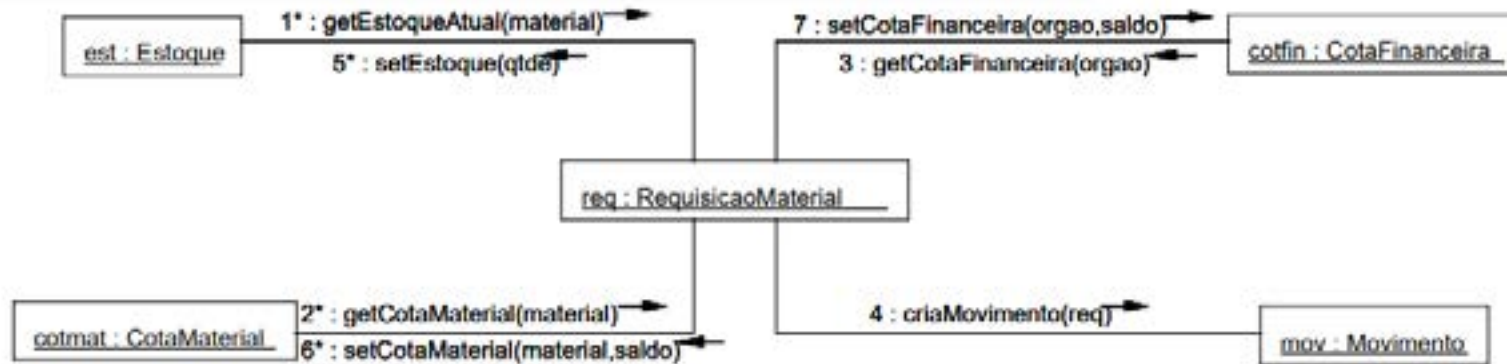 1* : getEstoqueAtual(material)
est : Estoque
5* : setEstoque(qtde)
7 : setCotaFinanceira(orgao,saldo)
cotfin : CotaFinanceira
3 : getCotaFinanceira(orgao)
req : RequisicaoMaterial
2* : getCotaMaterial(material)
cotmat : CotaMaterial
6* : setCotaMaterial(material,saldo)
4 : criaMovimento(req)
mov : Movimento